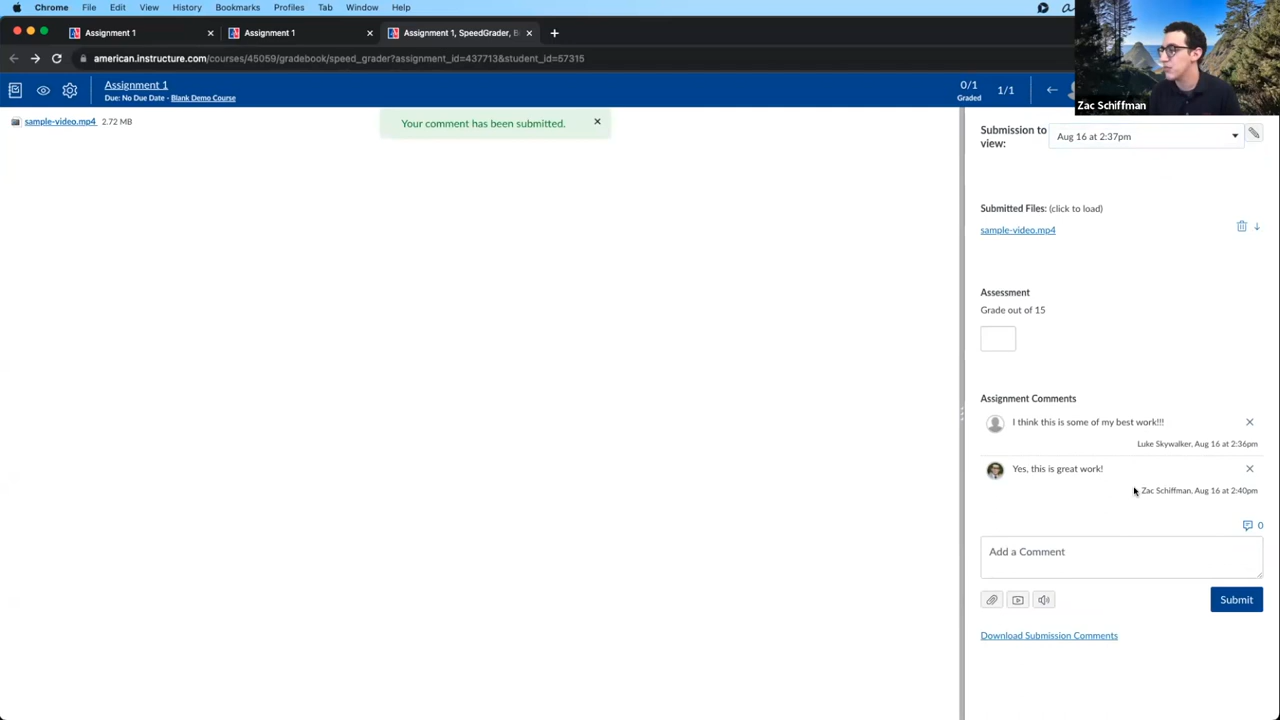 Chrome File Edit View History Bookmarks Profiles Tab Window Help
Assignment 1
Assignment 1
Assignment 1, SpeedGrader, B
american.instructure.com/courses/45059/gradebook/speed_grader?assignment_id=437713&student_id=57315
Zac Schiffman
Assignment 1
Due: No Due Date - Blank Demo Course
0/1
Graded
1/1
sample-video.mp4 2.72 MB
Your comment has been submitted.
Submission to
view:
Aug 16 at 2:37pm
Submitted Files: (click to load)
sample-video.mp4
Assessment
Grade out of 15
Assignment Comments
I think this is some of my best work!!!
Luke Skywalker, Aug 16 at 2:36pm
Yes, this is great work!
Zac Schiffman, Aug 16 at 2:40pm
0
Add a Comment
Submit
Download Submission Comments